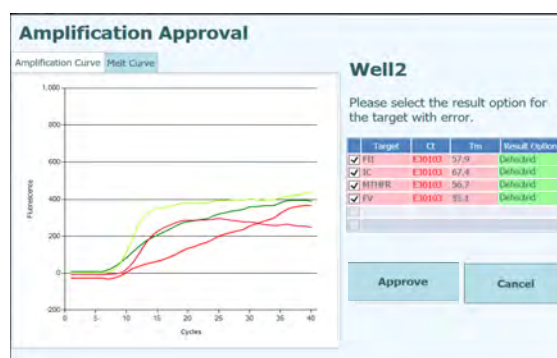 Amplification Approval
Amplification Curve Melt Curve
Well2
Please select the result option for
the target with error.
Target Ct Tm Result Option
FII E30103 57.9 Detected
IC E30103 67.4 Detected
MTHFR E30103 56.7 Detected
FV E30103 Detected
1,000
800
600
400
200
0
-200
Fluorescence
0 5 10 15 20 25 30 35 40
Cycles
Approve Cancel